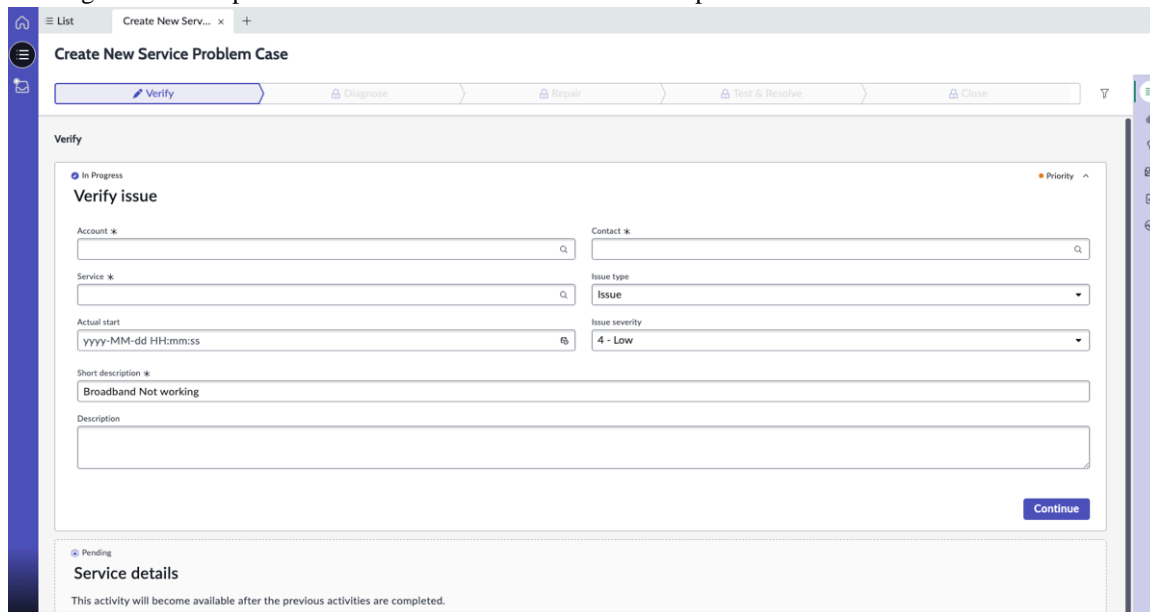 List
Create New Serv... × +
Create New Service Problem Case
Verify
Diagnose
Repair
Test & Resolve
Close
Verify
In Progress
Priority
Verify issue
Account *
Contact *
Service *
Issue type
Issue
Actual start
Issue severity
yyyy-MM-dd HH:mm:ss
4 - Low
Short description *
Broadband Not working
Description
Continue
Pending
Service details
This activity will become available after the previous activities are completed.